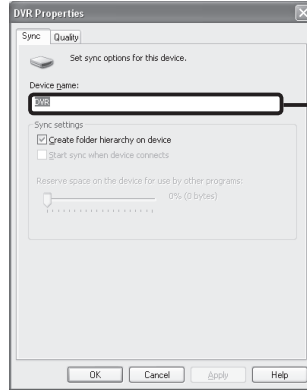 DVR Properties
Sync
Quality
Set sync options for this device.
Device name:
DVR
Sync settings
Create folder hierarchy on device
Start sync when device connects
Reserve space on the device for use by other programs:
0% (0 bytes)
OK
Cancel
Apply
Help